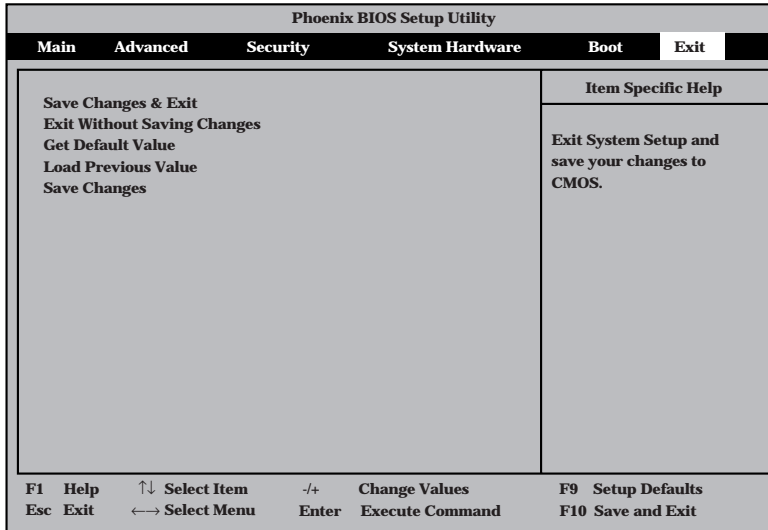 Phoenix BIOS Setup Utility
Main Advanced Security System Hardware Boot Exit
Save Changes & Exit
Exit Without Saving Changes
Get Default Value
Load Previous Value
Save Changes
Item Specific Help
Exit System Setup and
save your changes to
CMOS.
F1 Help ↑↓ Select Item -/+ Change Values F9 Setup Defaults
Esc Exit ←→ Select Menu Enter Execute Command F10 Save and Exit